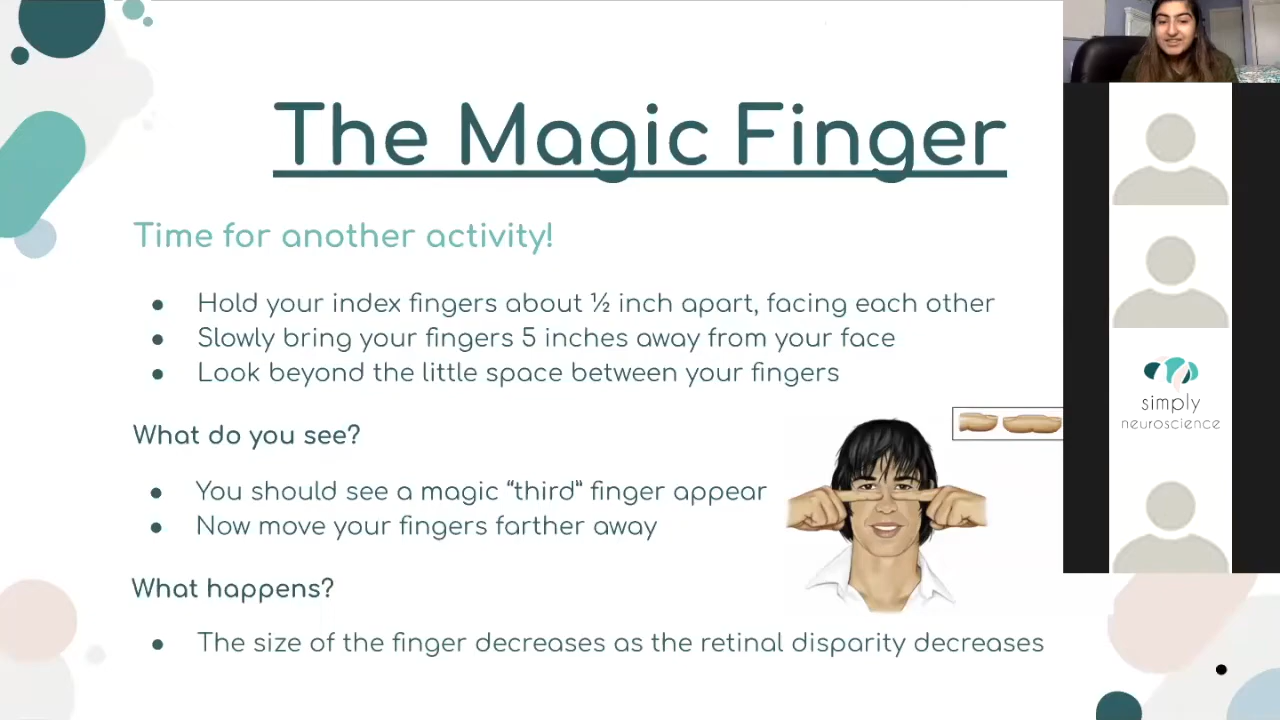 The Magic Finger
Time for another activity!
● Hold your index fingers about ½ inch apart, facing each other
● Slowly bring your fingers 5 inches away from your face
● Look beyond the little space between your fingers
What do you see?
● You should see a magic “third” finger appear
● Now move your fingers farther away
What happens?
● The size of the finger decreases as the retinal disparity decreases
simply
neuroscience